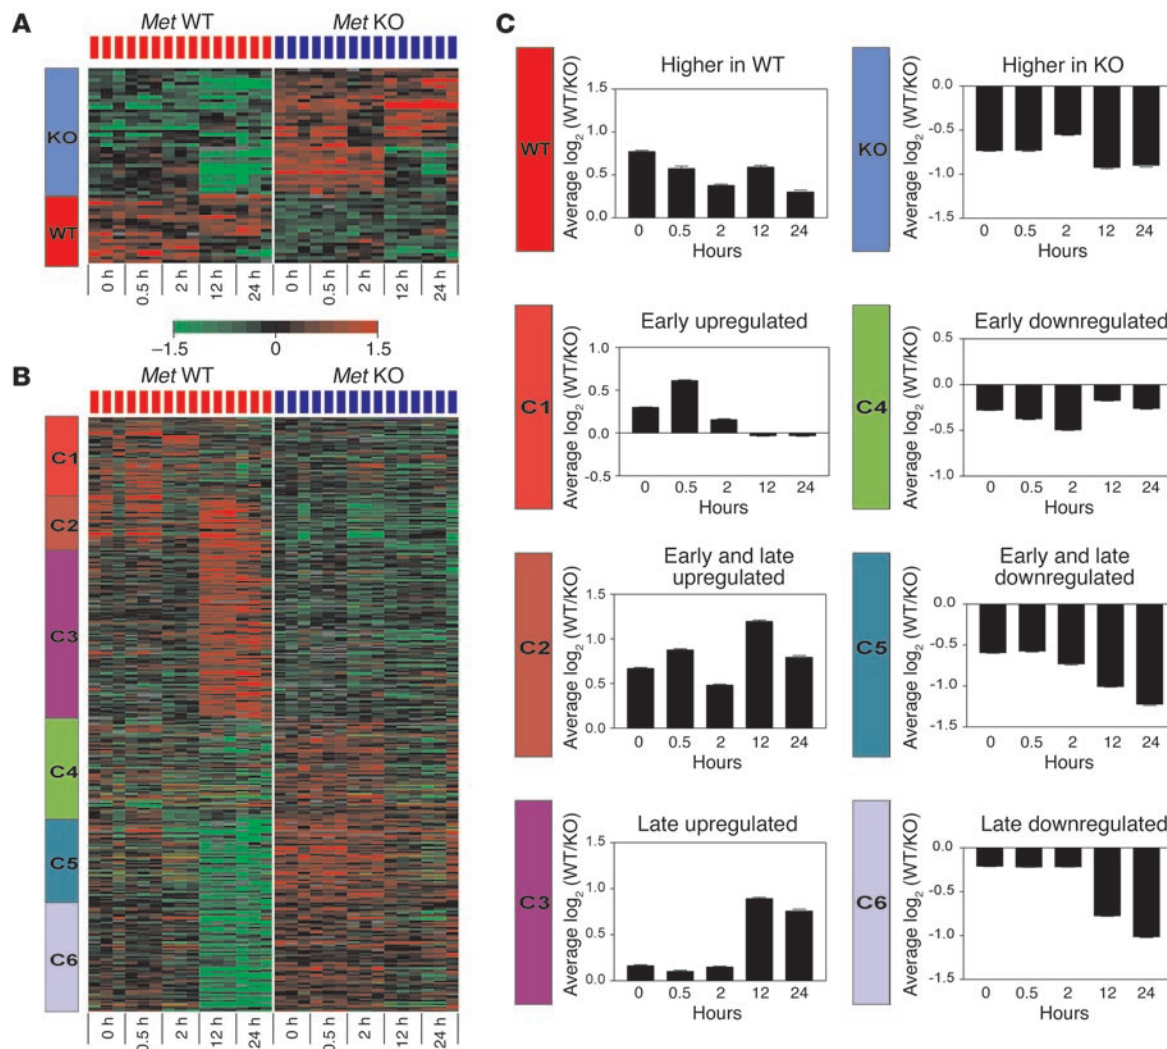 A
Met WT
Met KO
KO
WT
0 h
0.5 h
2 h
12 h
24 h
0 h
0.5 h
2 h
12 h
24 h
−1.5
0
1.5
B
Met WT
Met KO
C1
C2
C3
C4
C5
C6
0 h
0.5 h
2 h
12 h
24 h
0 h
0.5 h
2 h
12 h
24 h
C
WT
Higher in WT
Average log2 (WT/KO)
1.5
1.0
0.5
0.0
0 0.5 2 12 24
Hours
KO
Higher in KO
Average log2 (WT/KO)
0.0
-0.5
-1.0
-1.5
0 0.5 2 12 24
Hours
C1
Early upregulated
Average log2 (WT/KO)
1.0
0.5
0.0
-0.5
0 0.5 2 12 24
Hours
C4
Early downregulated
Average log2 (WT/KO)
0.5
0.0
-0.5
-1.0
0 0.5 2 12 24
Hours
C2
Early and late
upregulated
Average log2 (WT/KO)
1.5
1.0
0.5
0.0
0 0.5 2 12 24
Hours
C5
Early and late
downregulated
Average log2 (WT/KO)
0.0
-0.5
-1.0
-1.5
0 0.5 2 12 24
Hours
C3
Late upregulated
Average log2 (WT/KO)
1.5
1.0
0.5
0.0
0 0.5 2 12 24
Hours
C6
Late downregulated
Average log2 (WT/KO)
0.0
-0.5
-1.0
-1.5
0 0.5 2 12 24
Hours